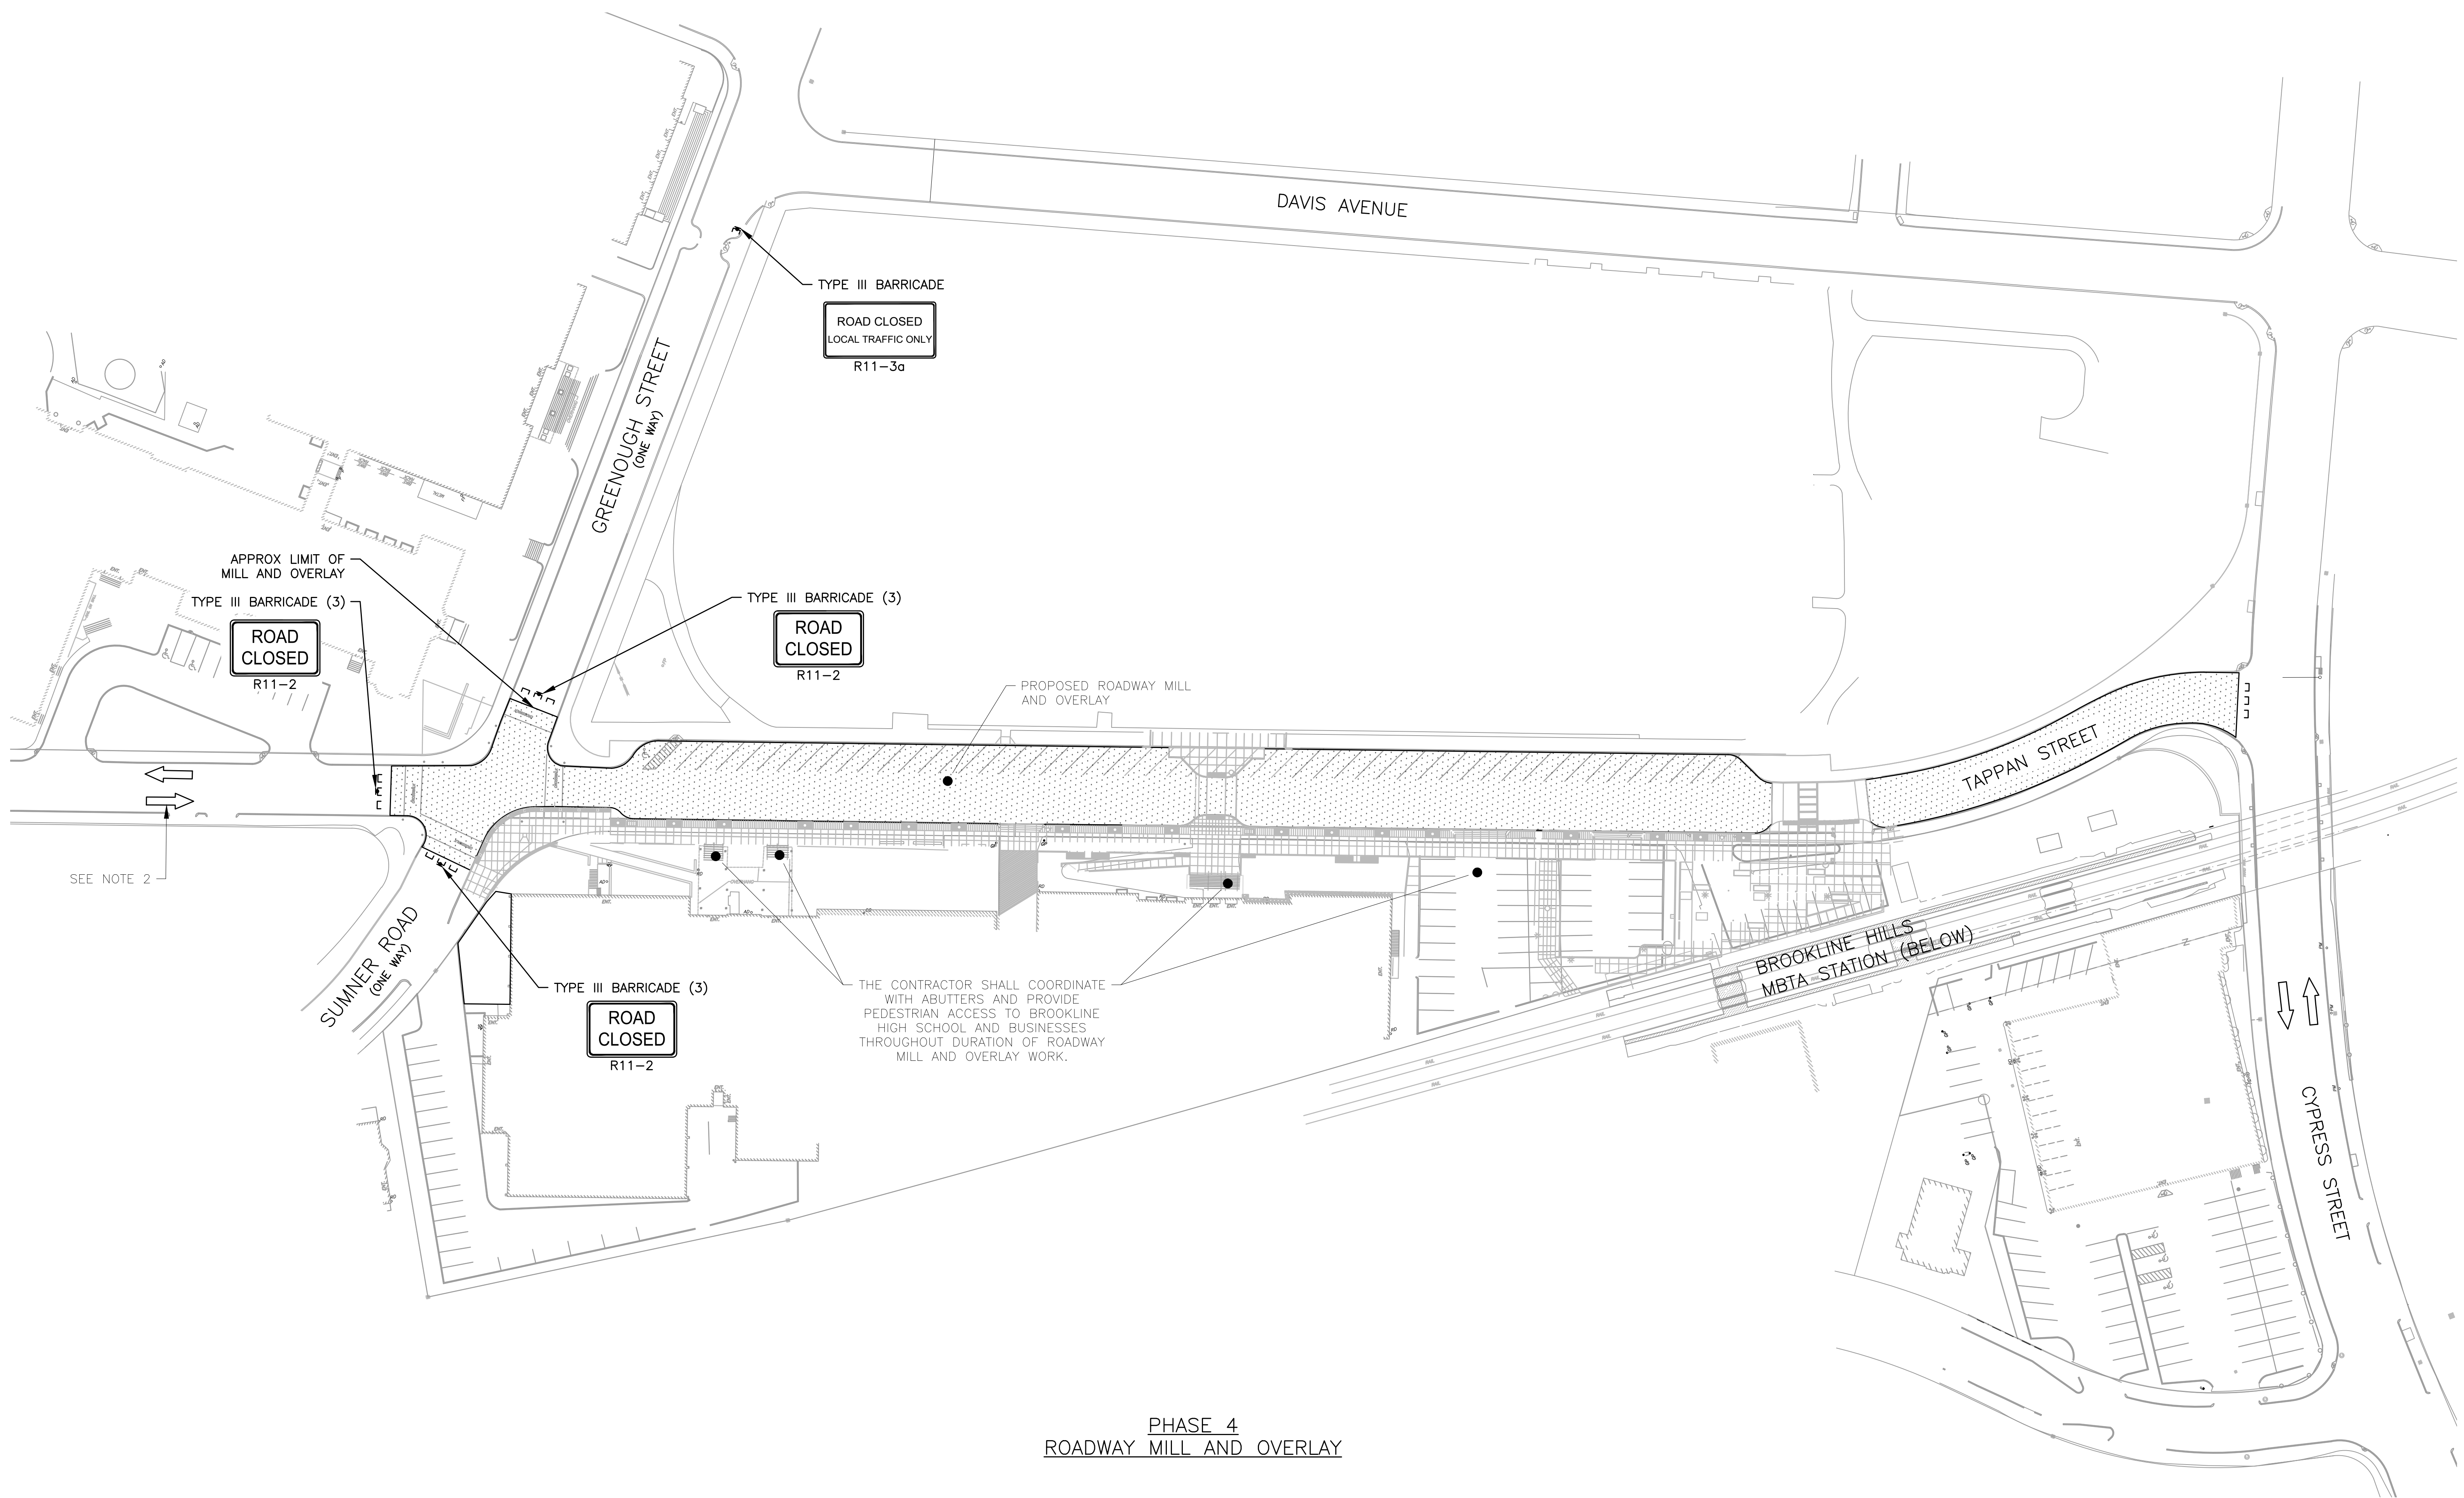 DAVIS AVENUE
TYPE III BARRICADE
ROAD CLOSED
LOCAL TRAFFIC ONLY
R11-3a
GREENOUGH STREET
(ONE WAY)
APPROX LIMIT OF
MILL AND OVERLAY
TYPE III BARRICADE (3)
ROAD
CLOSED
R11-2
TYPE III BARRICADE (3)
ROAD
CLOSED
R11-2
PROPOSED ROADWAY MILL
AND OVERLAY
TAPPAN STREET
SEE NOTE 2
SUMNER ROAD
(ONE WAY)
OVERHANG
TYPE III BARRICADE (3)
ROAD
CLOSED
R11-2
THE CONTRACTOR SHALL COORDINATE
WITH ABUTTERS AND PROVIDE
PEDESTRIAN ACCESS TO BROOKLINE
HIGH SCHOOL AND BUSINESSES
THROUGHOUT DURATION OF ROADWAY
MILL AND OVERLAY WORK.
BROOKLINE HILLS
MBTA STATION (BELOW)
CYPRESS STREET
PHASE 4
ROADWAY MILL AND OVERLAY